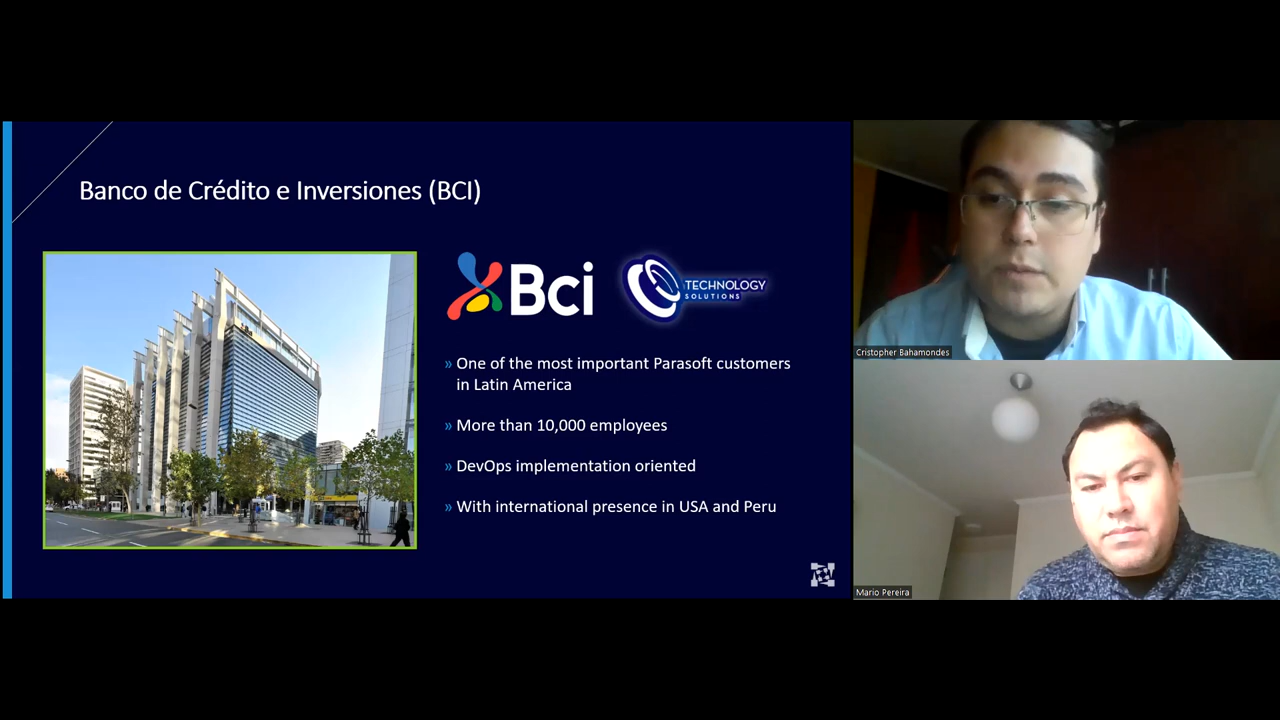 Banco de Crédito e Inversiones (BCI)
Bci
TECHNOLOGY
SOLUTIONS
» One of the most important Parasoft customers
in Latin America
» More than 10,000 employees
» DevOps implementation oriented
» With international presence in USA and Peru
Cristopher Bahamondes
Mario Pereira